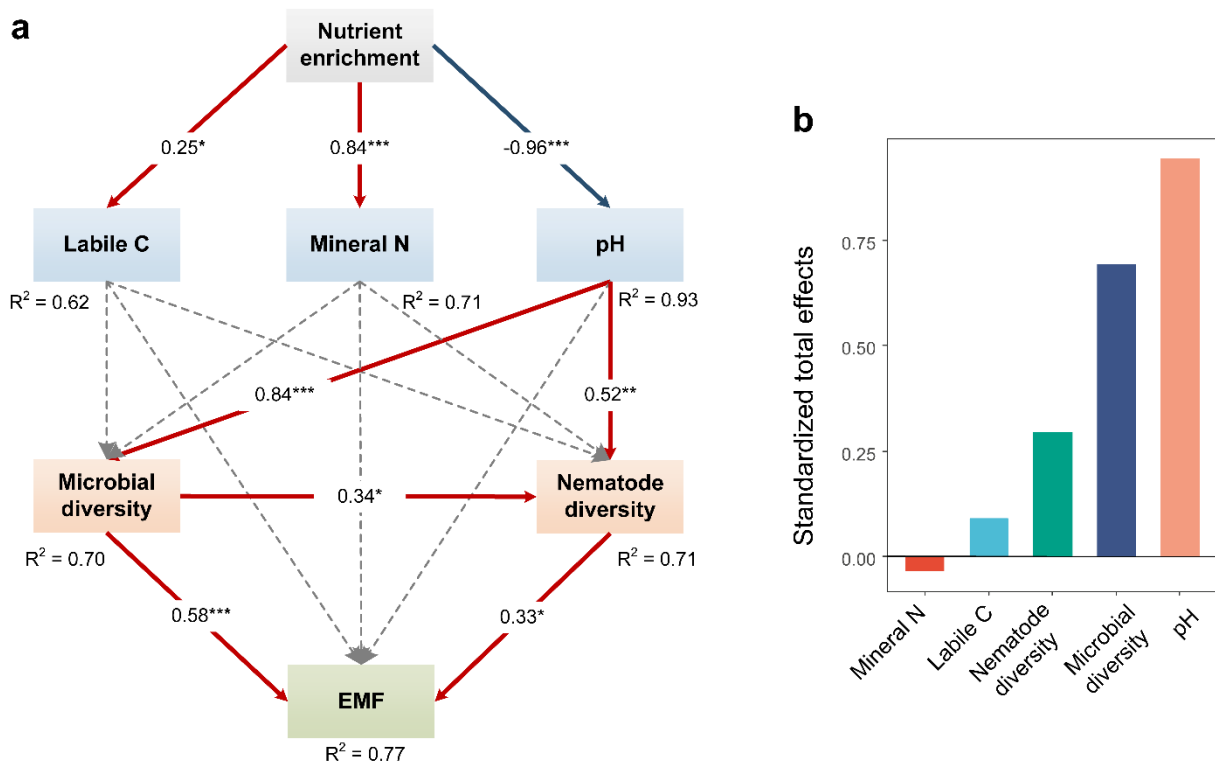 a
Nutrient
enrichment
0.25*
0.84***
-0.96***
Labile C
Mineral N
pH
R² = 0.62
R² = 0.71
R² = 0.93
0.84***
0.52**
Microbial
diversity
0.34*
Nematode
diversity
R² = 0.70
R² = 0.71
0.58***
0.33*
EMF
R² = 0.77
b
Standardized total effects
0.75
0.50
0.25
0.00
Mineral N
Labile C
Nematode
diversity
Microbial
diversity
pH